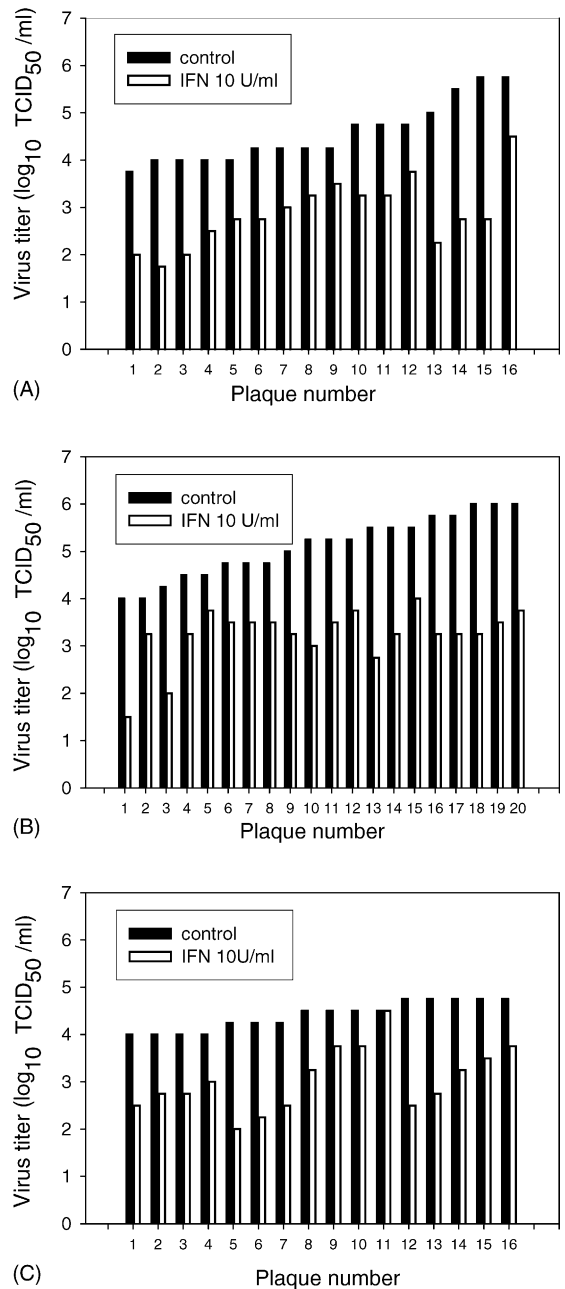 7
6
5
4
3
2
1
0
Virus titer (log10 TCID50/ml)
control
IFN 10 U/ml
1 2 3 4 5 6 7 8 9 10 11 12 13 14 15 16
Plaque number
(A)
7
6
5
4
3
2
1
0
Virus titer (log10 TCID50/ml)
control
IFN 10 U/ml
1 2 3 4 5 6 7 8 9 10 11 12 13 14 15 16 17 18 19 20
Plaque number
(B)
7
6
5
4
3
2
1
0
Virus titer (log10 TCID50/ml)
control
IFN 10U/ml
1 2 3 4 5 6 7 8 9 10 11 12 13 14 15 16
Plaque number
(C)